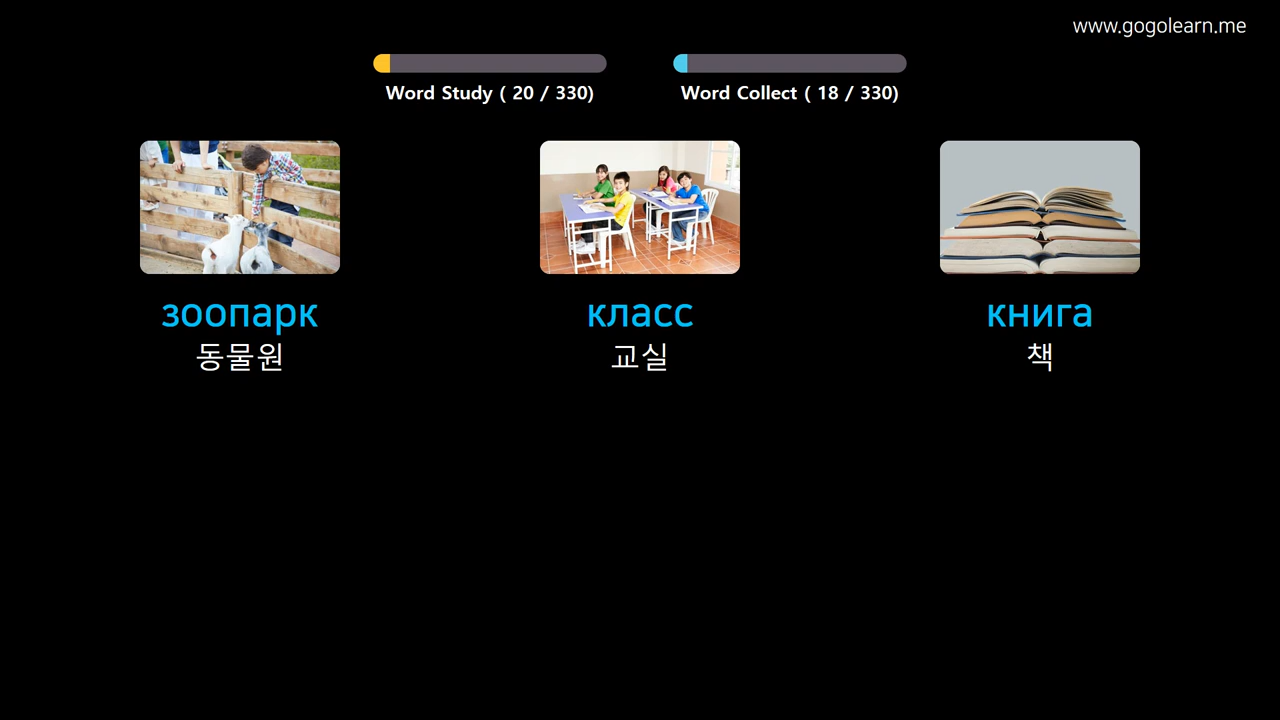 www.gogolearn.me
Word Study ( 20 / 330)
Word Collect ( 18 / 330)
зоопарк
동물원
класс
교실
книга
책